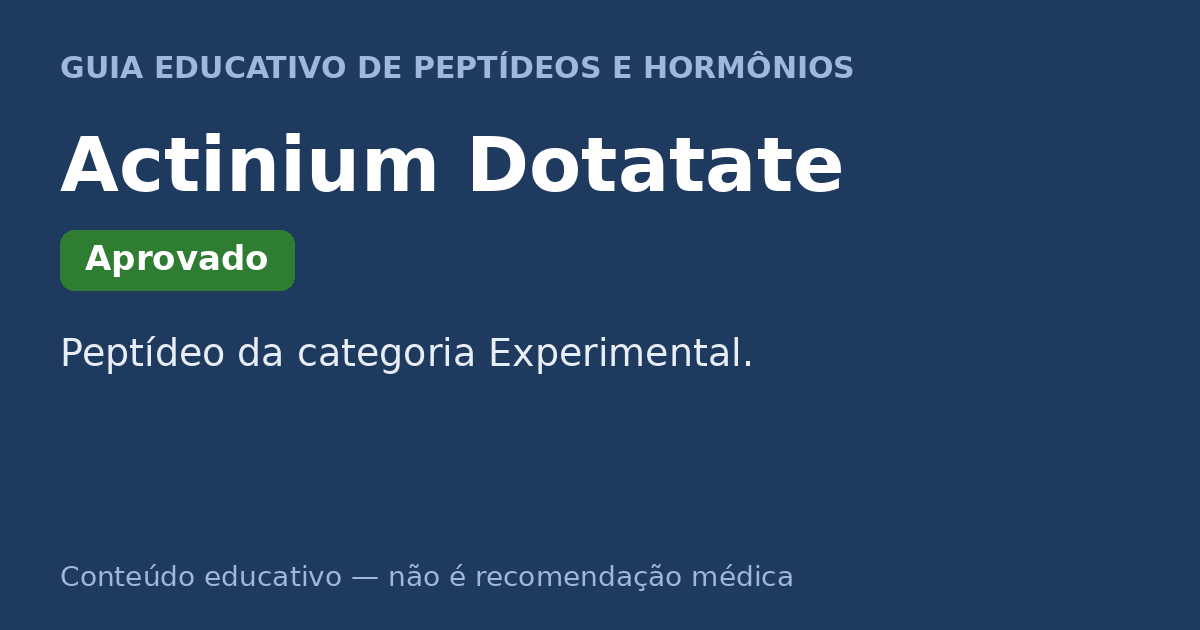 GUIA EDUCATIVO DE PEPTÍDEOS E HORMÔNIOS
Actinium Dotatate
Aprovado
Peptídeo da categoria Experimental.
Conteúdo educativo — não é recomendação médica